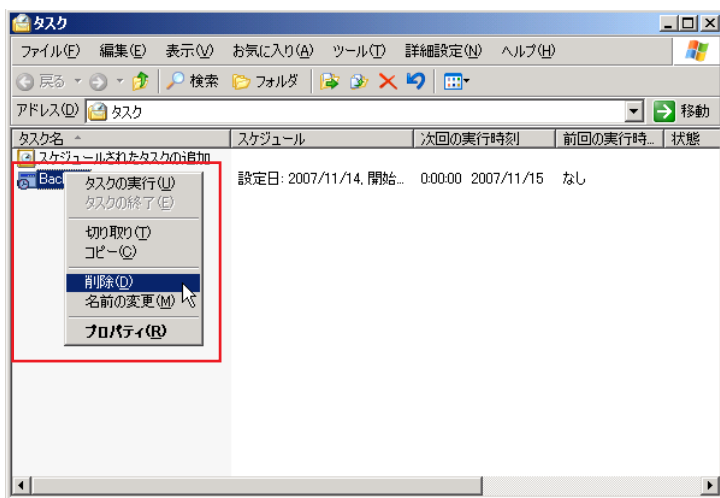 タスク
ファイル(F) 編集(E) 表示(V) お気に入り(A) ツール(T) 詳細設定(N) ヘルプ(H)
戻る 検索 フォルダ
アドレス(D) タスク 移動
タスク名 スケジュール 次回の実行時刻 前回の実行時... 状態
スケジュールされたタスクの追加
設定日: 2007/11/14, 開始... 0:00:00 2007/11/15 なし
タスクの実行(U)
タスクの終了(E)
切り取り(T)
コピー(C)
削除(D)
名前の変更(M)
プロパティ(R)